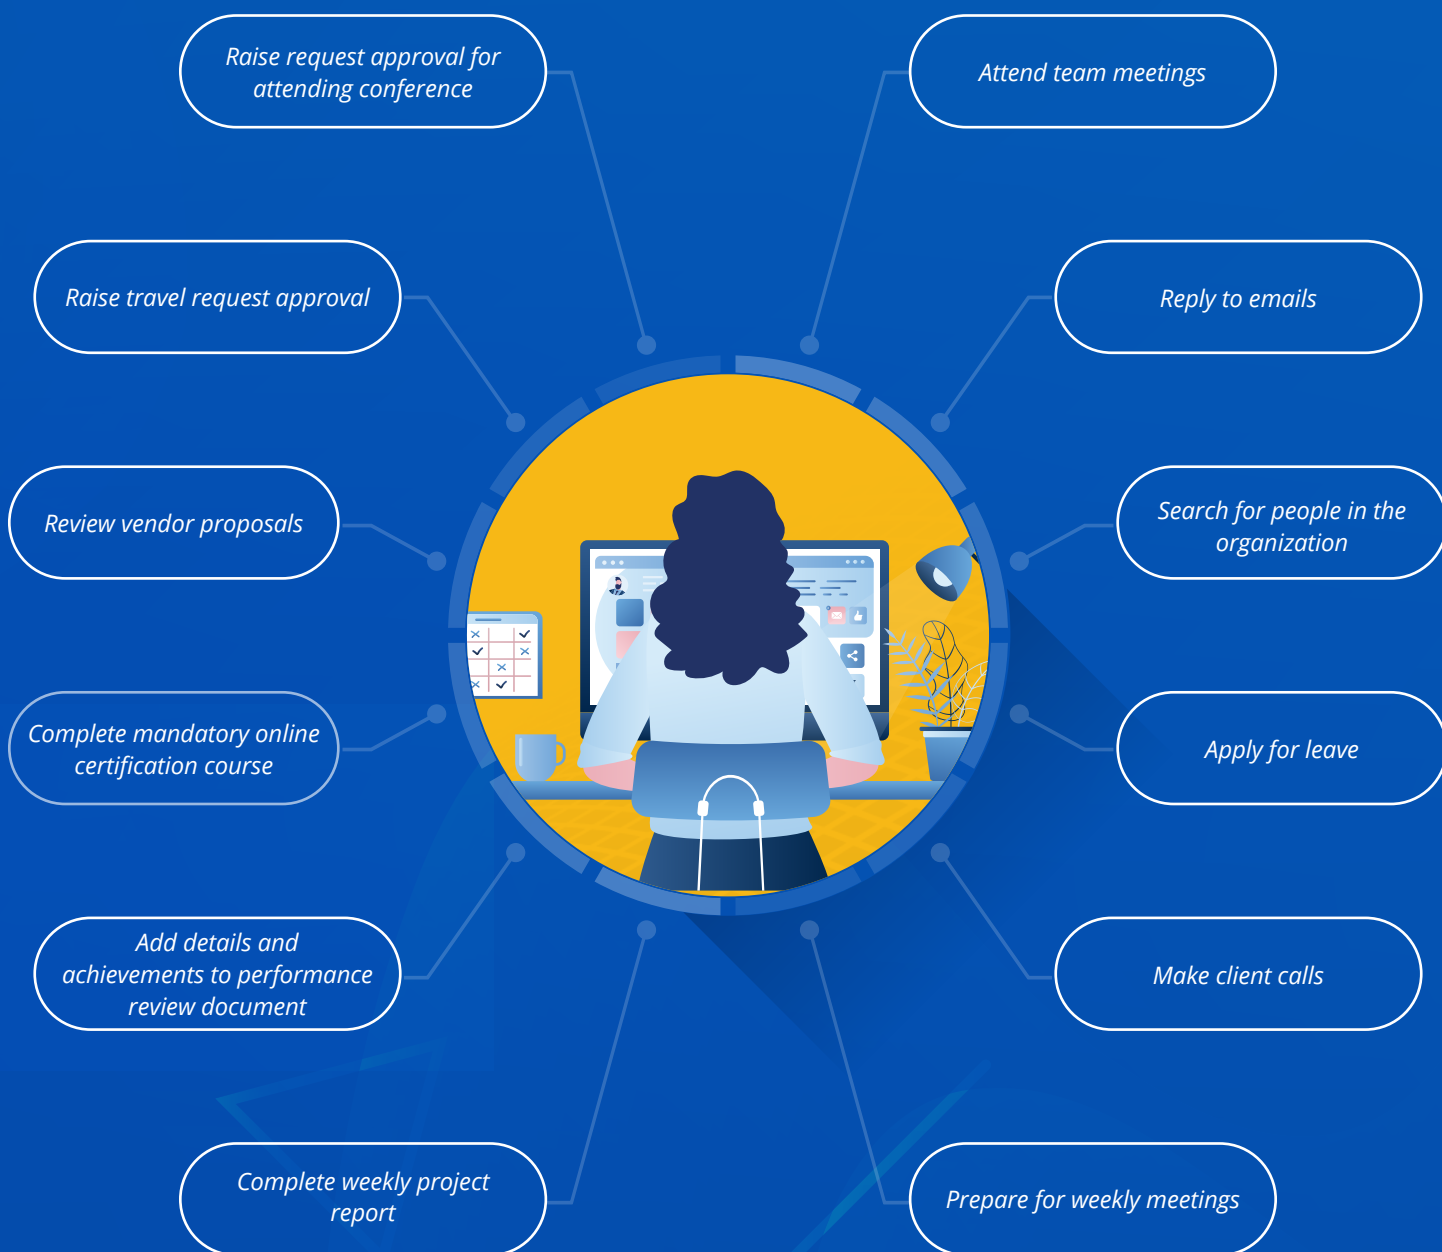 Raise request approval for
attending conference
Attend team meetings
Raise travel request approval
Reply to emails
Review vendor proposals
Search for people in the
organization
Complete mandatory online
certification course
Apply for leave
Add details and
achievements to performance
review document
Make client calls
Complete weekly project
report
Prepare for weekly meetings